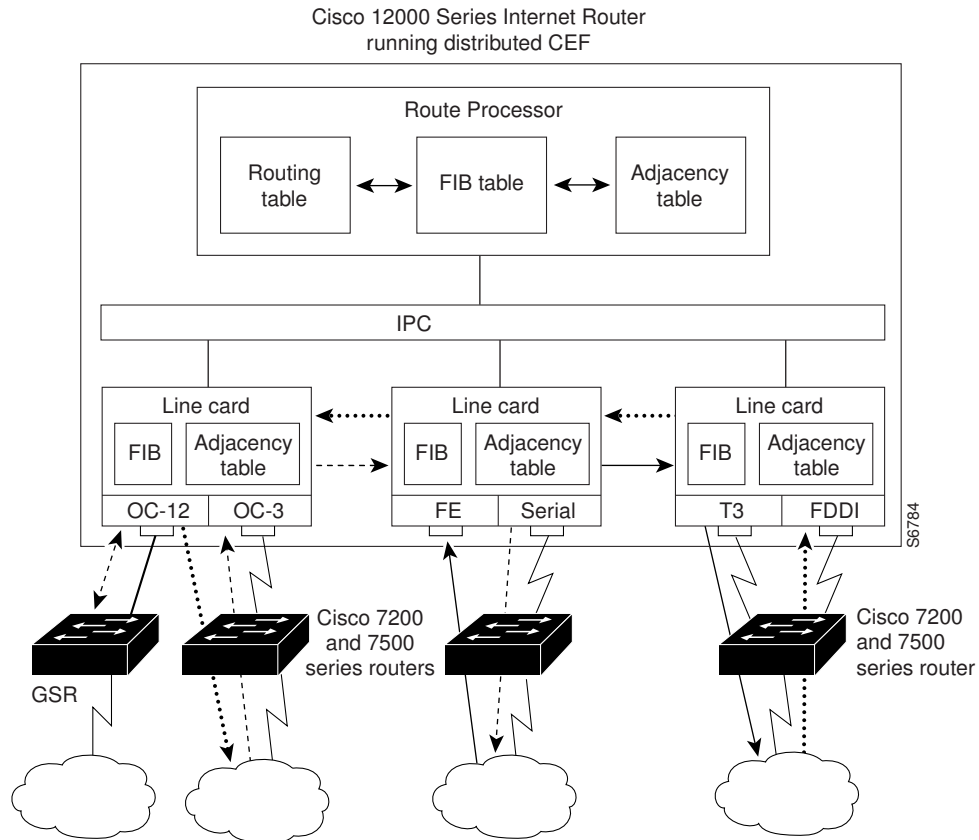 Cisco 12000 Series Internet Router
running distributed CEF
Route Processor
Routing
table
FIB table
Adjacency
table
IPC
Line card
FIB
Adjacency
table
OC-12
OC-3
Line card
FIB
Adjacency
table
FE
Serial
Line card
FIB
Adjacency
table
T3
FDDI
S6784
GSR
Cisco 7200
and 7500
series routers
Cisco 7200
and 7500
series router